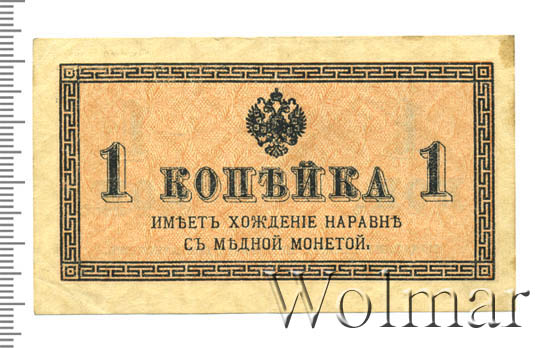 1 КОПѢЙКА 1
ИМѢЕТЪ ХОЖДЕНІЕ НАРАВНѢ
СЪ МѢДНОЙ МОНЕТОЙ.
Wolmar